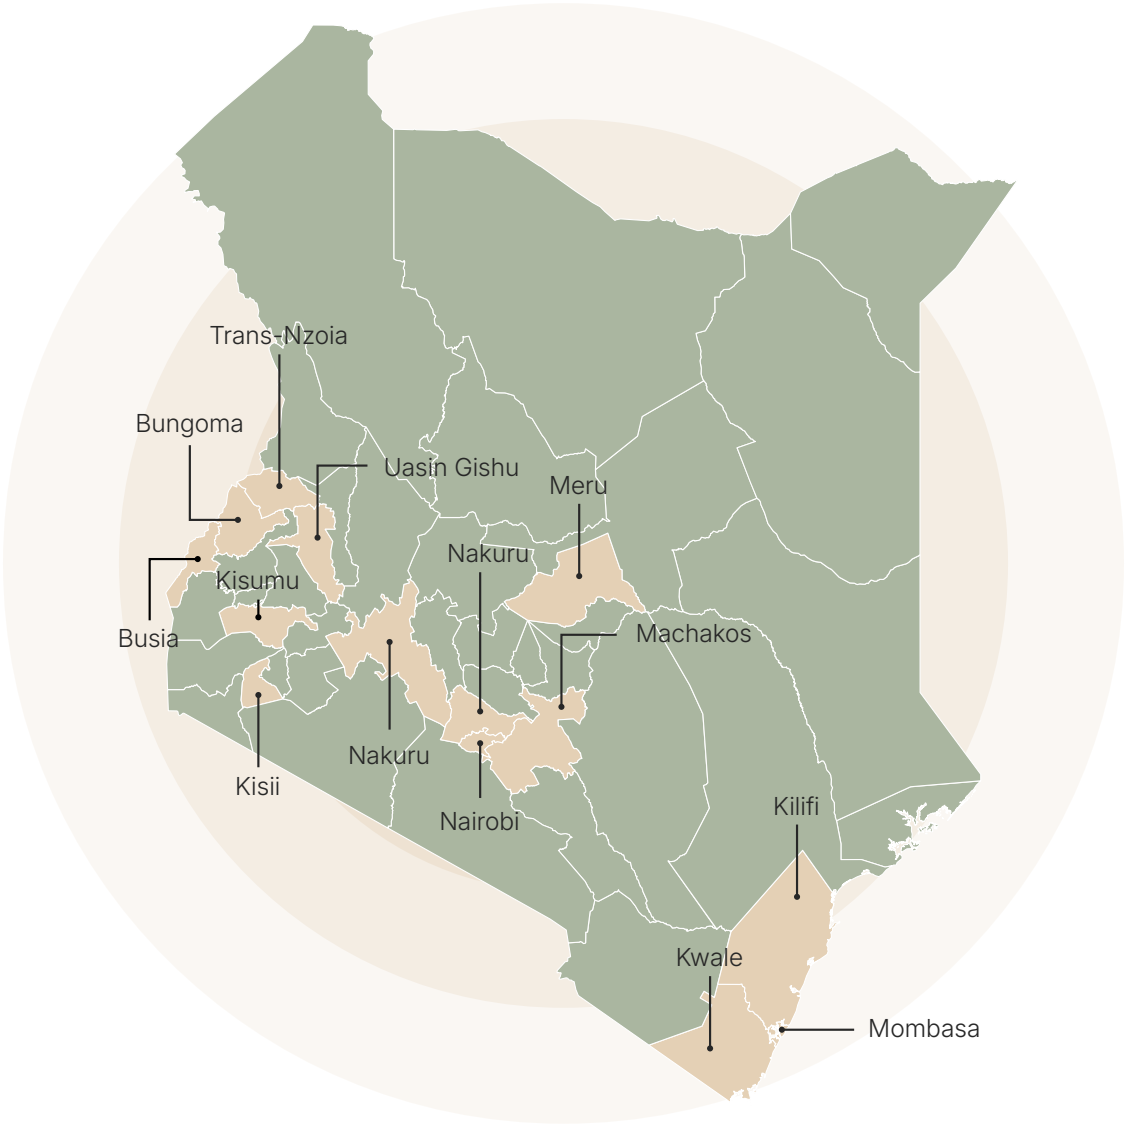 Trans-Nzoia
Bungoma
Uasin Gishu
Meru
Nakuru
Kisumu
Busia
Machakos
Nakuru
Kisii
Nairobi
Kilifi
Kwale
Mombasa